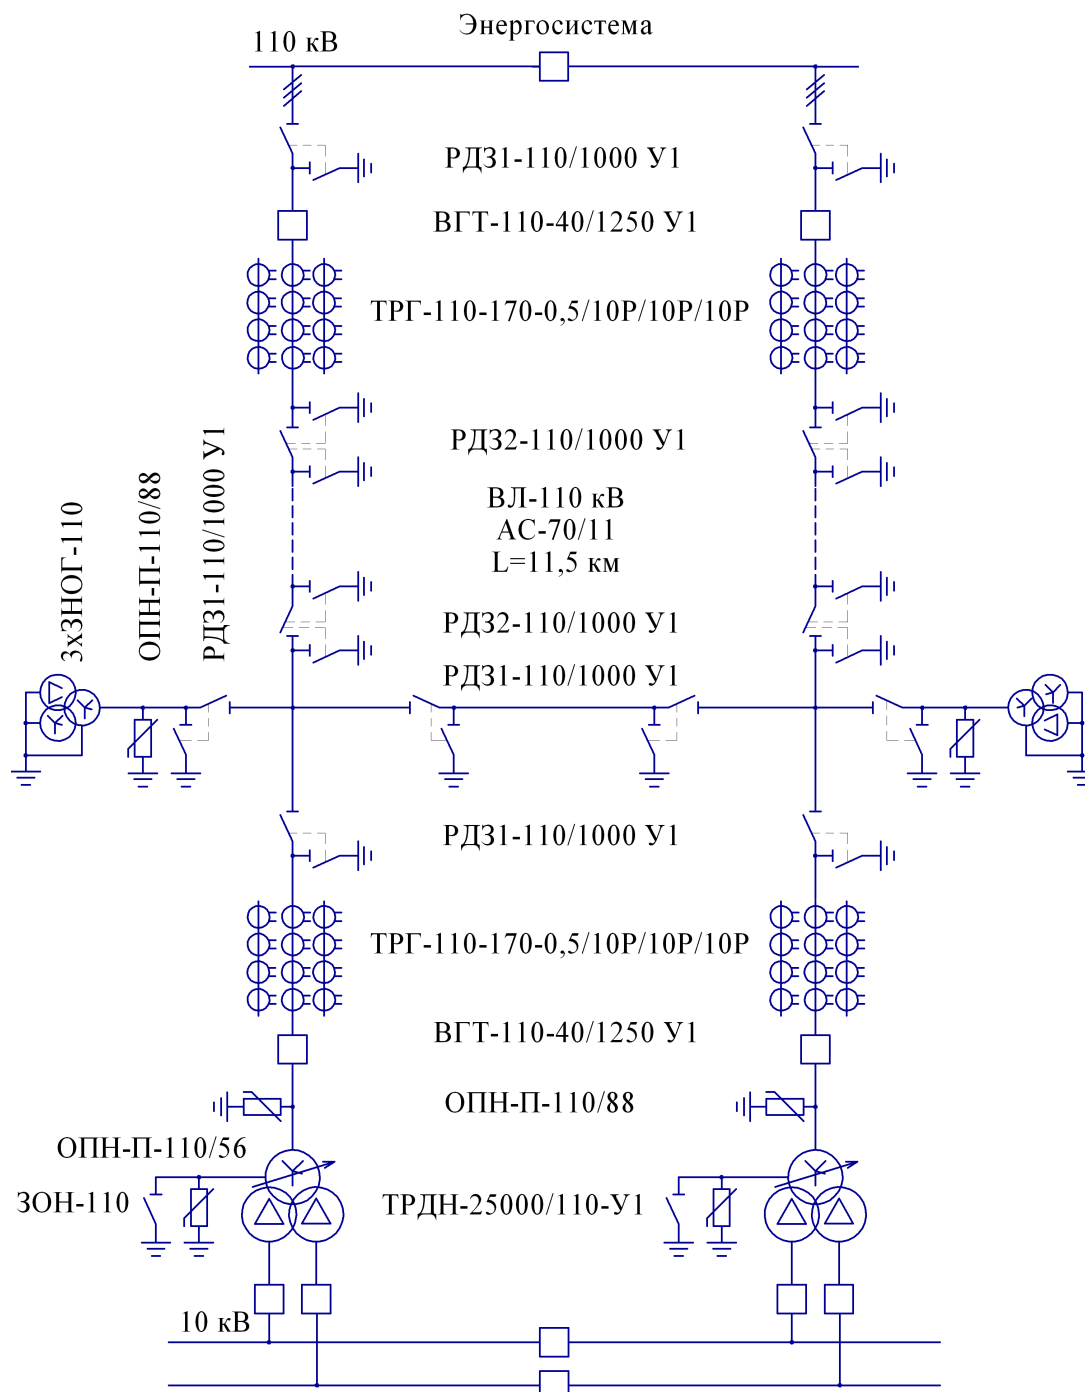 Энергосистема
110 кВ
РДЗ1-110/1000 У1
ВГТ-110-40/1250 У1
ТРГ-110-170-0,5/10Р/10Р/10Р
РДЗ2-110/1000 У1
ВЛ-110 кВ
АС-70/11
L=11,5 км
3хЗНОГ-110
ОПН-П-110/88
РДЗ1-110/1000 У1
РДЗ2-110/1000 У1
РДЗ1-110/1000 У1
РДЗ1-110/1000 У1
ТРГ-110-170-0,5/10Р/10Р/10Р
ВГТ-110-40/1250 У1
ОПН-П-110/88
ОПН-П-110/56
ЗОН-110
ТРДН-25000/110-У1
10 кВ